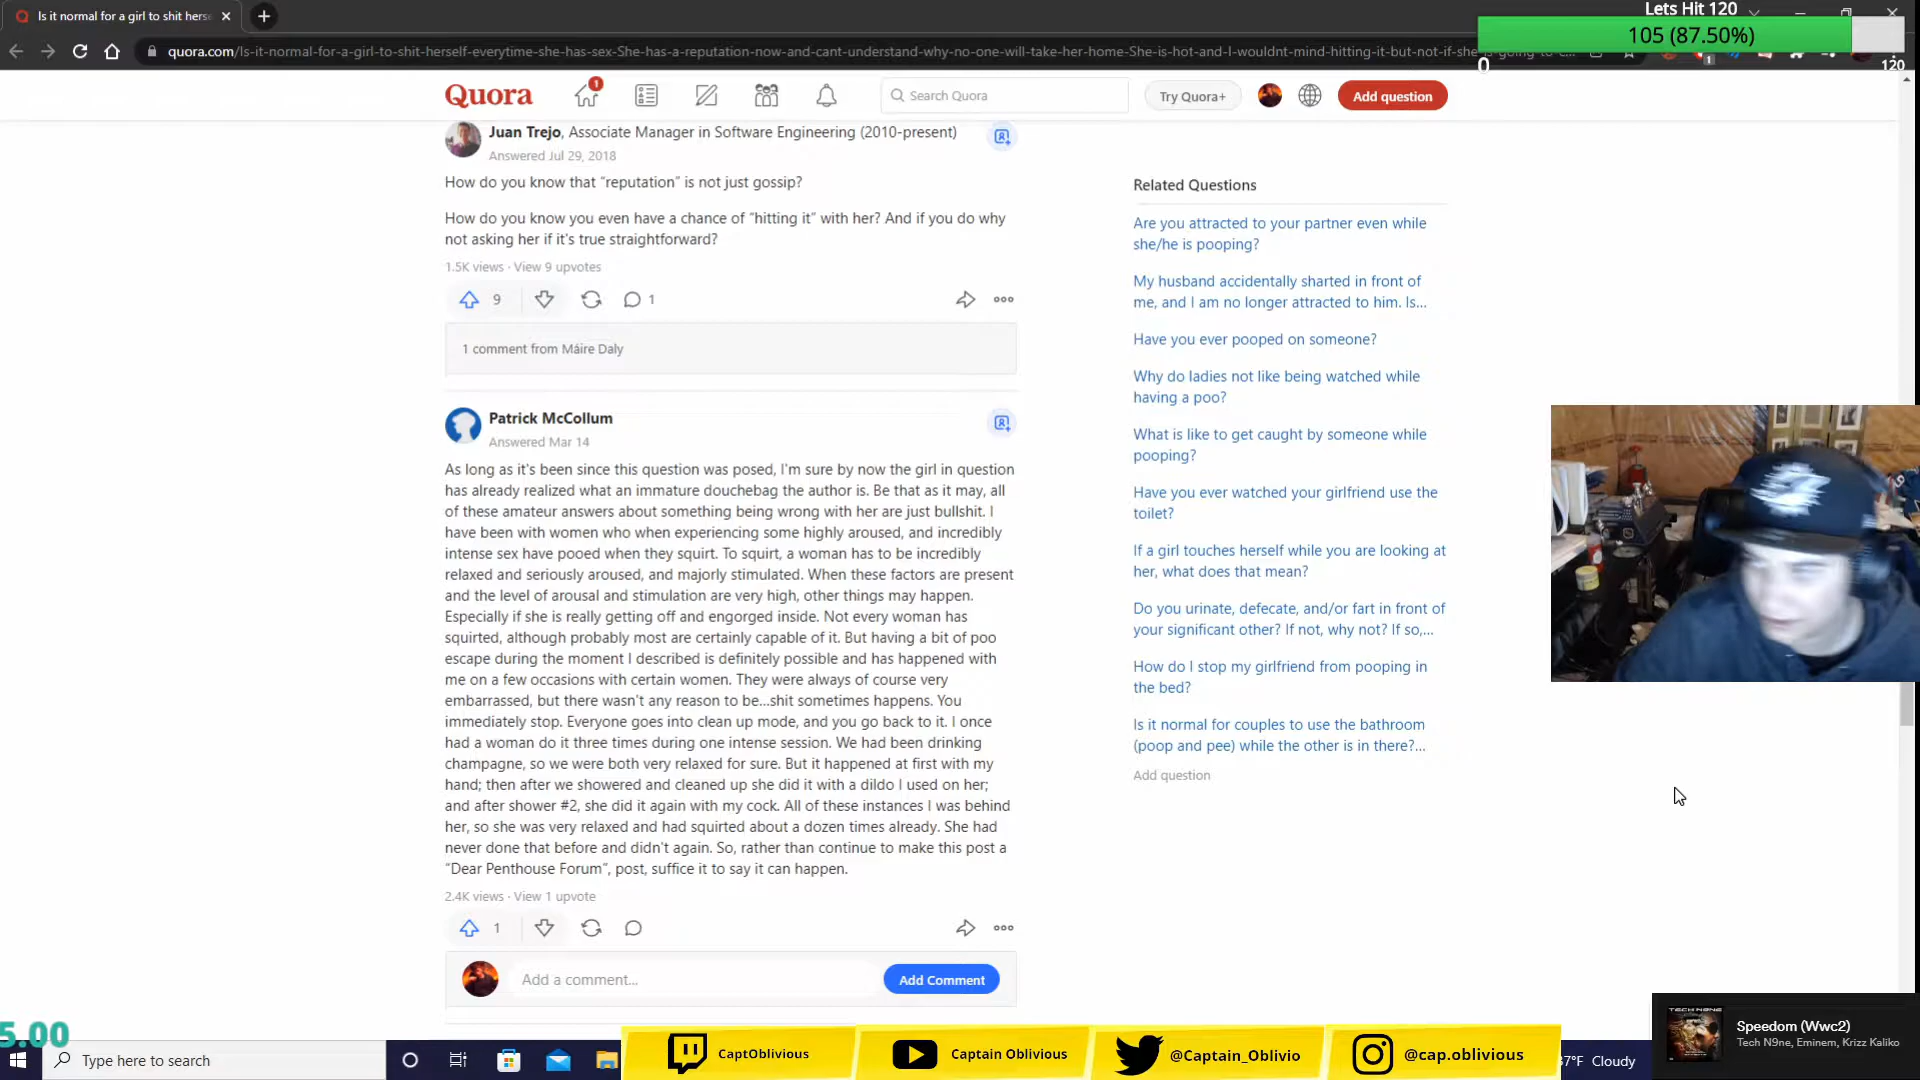 Is it normal for a girl to shit herse
Lets Hit 120
105 (87.50%)
0
120
quora.com/Is-it-normal-for-a-girl-to-shit-herself-everytime-she-has-sex-She-has-a-reputation-now-and-cant-understand-why-no-one-will-take-her-home-She-is-hot-and-I-wouldnt-mind-hitting-it-but-not-if-she-is-going-to-c...
1
Quora
1
Search Quora
Try Quora+
Add question
Juan Trejo, Associate Manager in Software Engineering (2010-present)
Answered Jul 29, 2018
How do you know that “reputation” is not just gossip?
How do you know you even have a chance of “hitting it” with her? And if you do why
not asking her if it's true straightforward?
1.5K views · View 9 upvotes
9
1
1 comment from Máire Daly
Patrick McCollum
Answered Mar 14
As long as it's been since this question was posed, I'm sure by now the girl in question
has already realized what an immature douchebag the author is. Be that as it may, all
of these amateur answers about something being wrong with her are just bullshit. I
have been with women who when experiencing some highly aroused, and incredibly
intense sex have pooed when they squirt. To squirt, a woman has to be incredibly
relaxed and seriously aroused, and majorly stimulated. When these factors are present
and the level of arousal and stimulation are very high, other things may happen.
Especially if she is really getting off and engorged inside. Not every woman has
squirted, although probably most are certainly capable of it. But having a bit of poo
escape during the moment I described is definitely possible and has happened with
me on a few occasions with certain women. They were always of course very
embarrassed, but there wasn't any reason to be...shit sometimes happens. You
immediately stop. Everyone goes into clean up mode, and you go back to it. I once
had a woman do it three times during one intense session. We had been drinking
champagne, so we were both very relaxed for sure. But it happened at first with my
hand; then after we showered and cleaned up she did it with a dildo I used on her;
and after shower #2, she did it again with my cock. All of these instances I was behind
her, so she was very relaxed and had squirted about a dozen times already. She had
never done that before and didn't again. So, rather than continue to make this post a
“Dear Penthouse Forum”, post, suffice it to say it can happen.
2.4K views · View 1 upvote
1
Add a comment...
Add Comment
Related Questions
Are you attracted to your partner even while
she/he is pooping?
My husband accidentally sharted in front of
me, and I am no longer attracted to him. Is...
Have you ever pooped on someone?
Why do ladies not like being watched while
having a poo?
What is like to get caught by someone while
pooping?
Have you ever watched your girlfriend use the
toilet?
If a girl touches herself while you are looking at
her, what does that mean?
Do you urinate, defecate, and/or fart in front of
your significant other? If not, why not? If so,...
How do I stop my girlfriend from pooping in
the bed?
Is it normal for couples to use the bathroom
(poop and pee) while the other is in there?...
Add question
5.00
Type here to search
CaptOblivious
Captain Oblivious
@Captain_Oblivio
@cap.oblivious
37°F Cloudy
TECH N9NE
Speedom (Wwc2)
Tech N9ne, Eminem, Krizz Kaliko